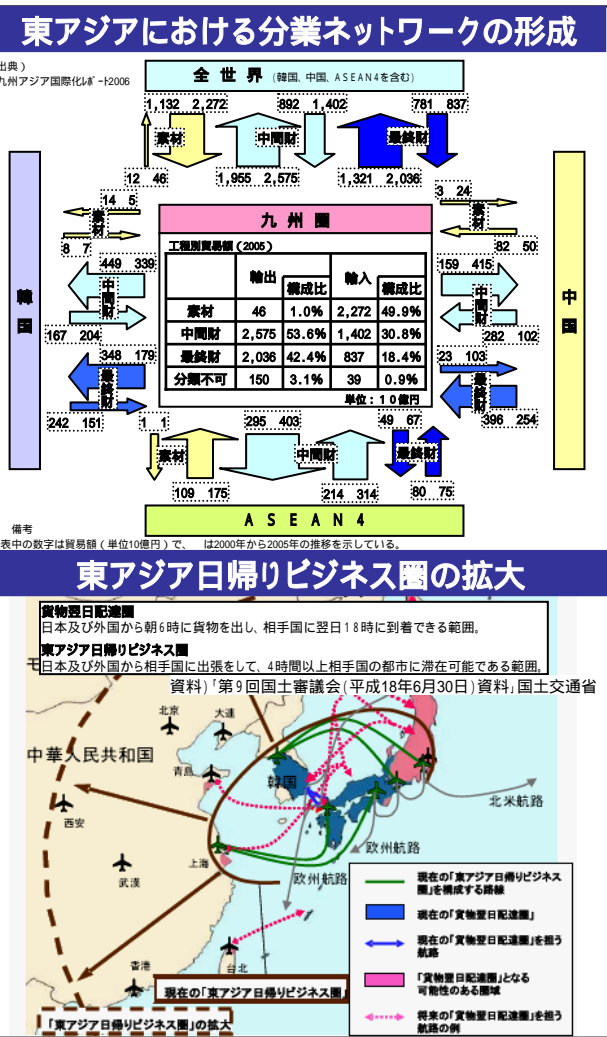 東アジアにおける分業ネットワークの形成
出典）
九州アジア国際化ﾚﾎﾟｰﾄ2006
全世界（韓国、中国、ASEAN4を含む）
1,132 2,272
892 1,402
781 837
素材
中間財
最終財
12 46
1,955 2,575
1,321 2,036
韓国
14 5
素材
8 7
449 339
中間財
167 204
348 179
最終財
242 151
九州圏
工種別貿易額（2005）
輸出 構成比 輸入 構成比
素材 46 1.0% 2,272 49.9%
中間財 2,575 53.6% 1,402 30.8%
最終財 2,036 42.4% 837 18.4%
分類不可 150 3.1% 39 0.9%
単位：10億円
3 24
素材
82 50
159 415
中間財
282 102
23 103
最終財
396 254
中国
1 1
素材
109 175
295 403
中間財
214 314
49 67
最終財
80 75
ASEAN4
備考
表中の数字は貿易額（単位10億円）で、 は2000年から2005年の推移を示している。
東アジア日帰りビジネス圏の拡大
貨物翌日配達圏
日本及び外国から朝6時に貨物を出し、相手国に翌日18時に到着できる範囲。
東アジア日帰りビジネス圏
日本及び外国から相手国に出張をして、4時間以上相手国の都市に滞在可能である範囲。
資料）「第9回国土審議会(平成18年6月30日)資料」国土交通省
モ
北京
大連
中華人民共和国
青島
韓国
西安
北米航路
上海
武漢
欧州航路
欧州航路
香港
台北
現在の「東アジア日帰りビジネス圏」
「東アジア日帰りビジネス圏」の拡大
現在の「東アジア日帰りビジネス
圏」を構成する路線
現在の「貨物翌日配達圏」
現在の「貨物翌日配達圏」を担う
航路
「貨物翌日配達圏」となる
可能性のある圏域
将来の「貨物翌日配達圏」を担う
航路の例